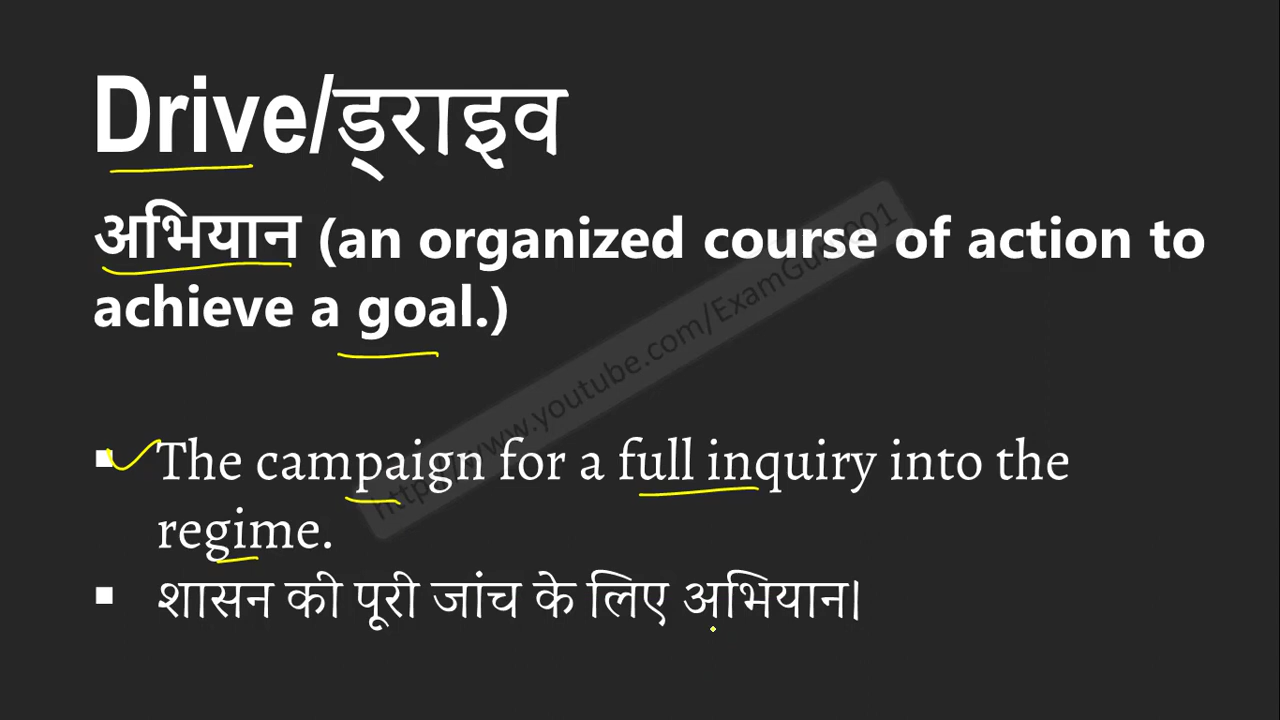 Drive/ड्राइव
अभियान (an organized course of action to
achieve a goal.)
▪ The campaign for a full inquiry into the
regime.
▪ शासन की पूरी जांच के लिए अभियान।